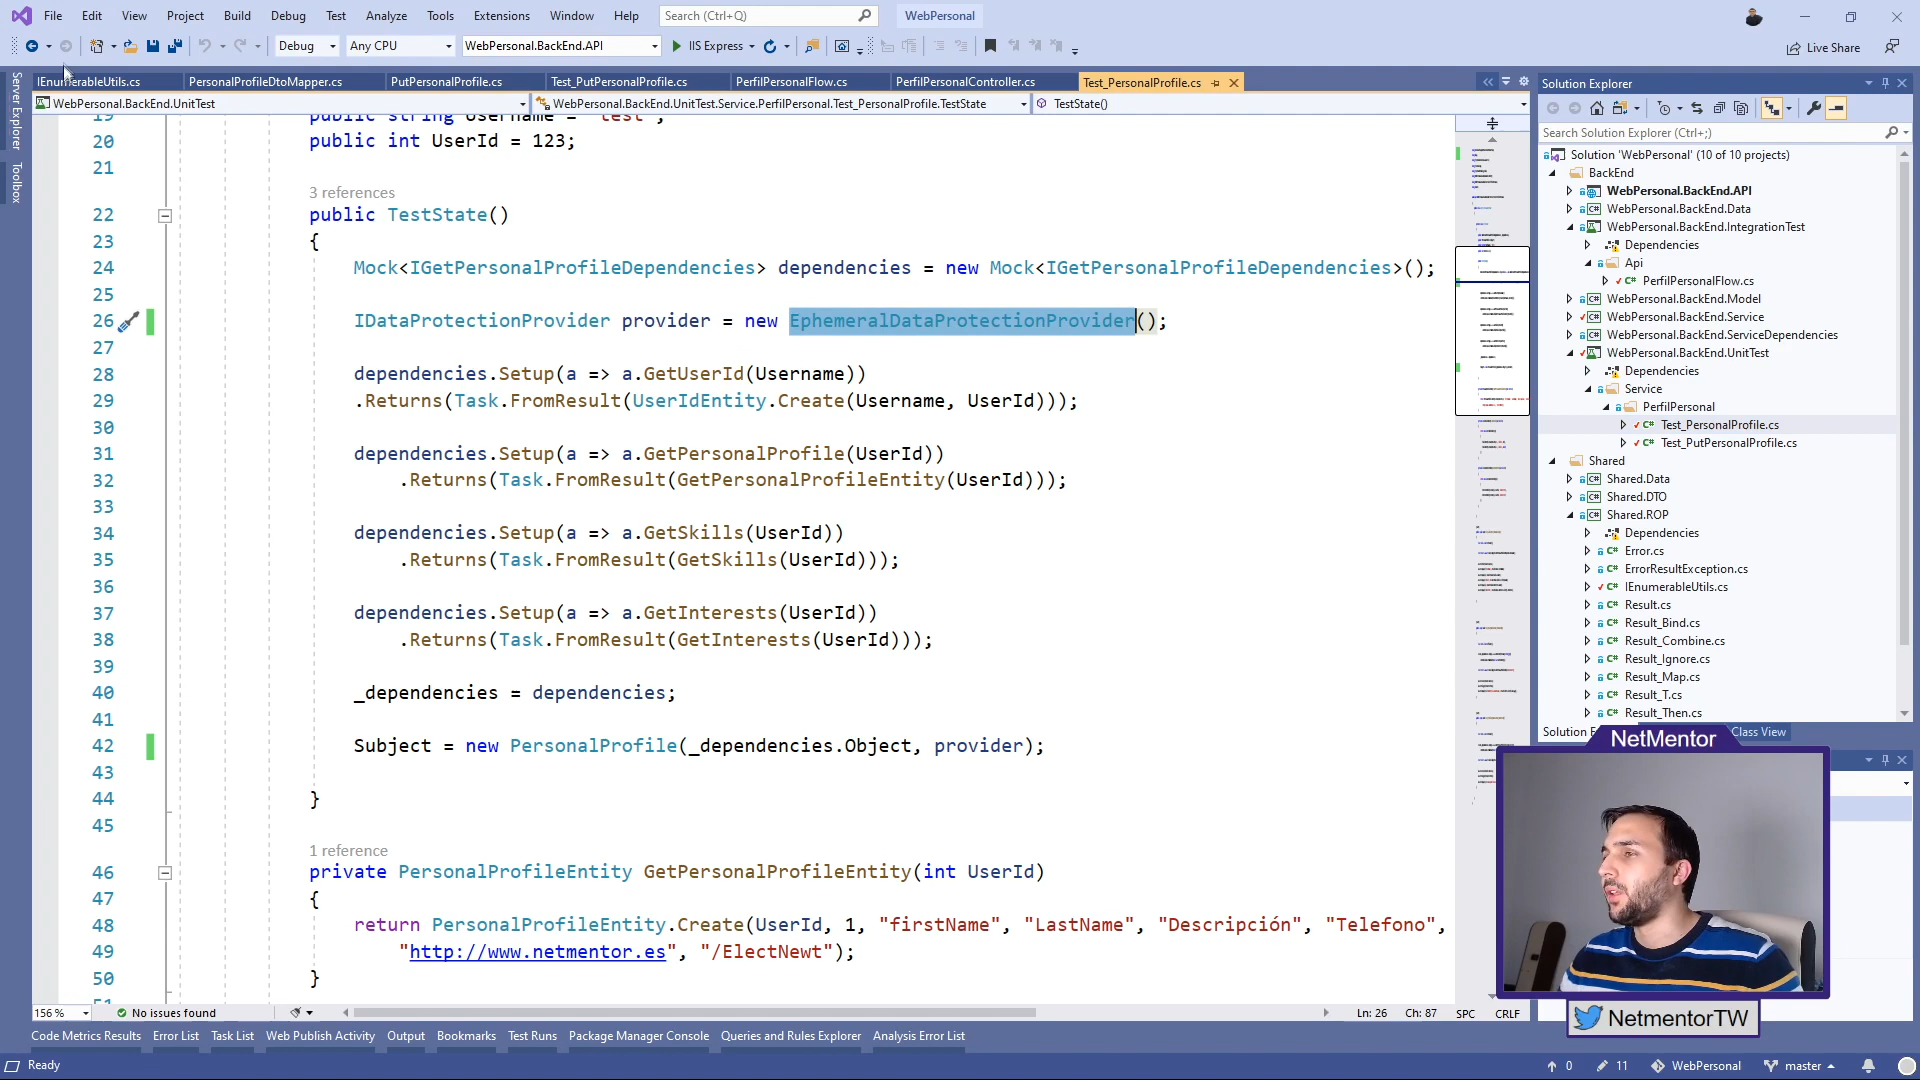 File Edit View Project Build Debug Test Analyze Tools Extensions Window Help Search (Ctrl+Q) WebPersonal
Debug Any CPU WebPersonal.BackEnd.API IIS Express Live Share
IEnumerableUtils.cs PersonalProfileDtoMapper.cs PutPersonalProfile.cs Test_PutPersonalProfile.cs PerfilPersonalFlow.cs PerfilPersonalController.cs Test_PersonalProfile.cs
WebPersonal.BackEnd.UnitTest WebPersonal.BackEnd.UnitTest.Service.PerfilPersonal.Test_PersonalProfile.TestState TestState()
Server Explorer
Toolbox
19 public string Username = "test";
20 public int UserId = 123;
21
3 references
22 public TestState()
23 {
24 Mock<IGetPersonalProfileDependencies> dependencies = new Mock<IGetPersonalProfileDependencies>();
25
26 IDataProtectionProvider provider = new EphemeralDataProtectionProvider();
27
28 dependencies.Setup(a => a.GetUserId(Username))
29 .Returns(Task.FromResult(UserIdEntity.Create(Username, UserId)));
30
31 dependencies.Setup(a => a.GetPersonalProfile(UserId))
32 .Returns(Task.FromResult(GetPersonalProfileEntity(UserId)));
33
34 dependencies.Setup(a => a.GetSkills(UserId))
35 .Returns(Task.FromResult(GetSkills(UserId)));
36
37 dependencies.Setup(a => a.GetInterests(UserId))
38 .Returns(Task.FromResult(GetInterests(UserId)));
39
40 _dependencies = dependencies;
41
42 Subject = new PersonalProfile(_dependencies.Object, provider);
43
44 }
45
1 reference
46 private PersonalProfileEntity GetPersonalProfileEntity(int UserId)
47 {
48 return PersonalProfileEntity.Create(UserId, 1, "firstName", "LastName", "Descripción", "Telefono",
49 "http://www.netmentor.es", "/ElectNewt");
50 }
51
156 % No issues found Ln: 26 Ch: 87 SPC CRLF
Code Metrics Results Error List Task List Web Publish Activity Output Bookmarks Test Runs Package Manager Console Queries and Rules Explorer Analysis Error List
Ready 0 11 WebPersonal master
Solution Explorer
Search Solution Explorer (Ctrl+;)
Solution 'WebPersonal' (10 of 10 projects)
BackEnd
WebPersonal.BackEnd.API
WebPersonal.BackEnd.Data
WebPersonal.BackEnd.IntegrationTest
Dependencies
Api
PerfilPersonalFlow.cs
WebPersonal.BackEnd.Model
WebPersonal.BackEnd.Service
WebPersonal.BackEnd.ServiceDependencies
WebPersonal.BackEnd.UnitTest
Dependencies
Service
PerfilPersonal
Test_PersonalProfile.cs
Test_PutPersonalProfile.cs
Shared
Shared.Data
Shared.DTO
Shared.ROP
Dependencies
Error.cs
ErrorResultException.cs
IEnumerableUtils.cs
Result.cs
Result_Bind.cs
Result_Combine.cs
Result_Ignore.cs
Result_Map.cs
Result_T.cs
Result_Then.cs
Solution Class View
NetMentor
NetmentorTW